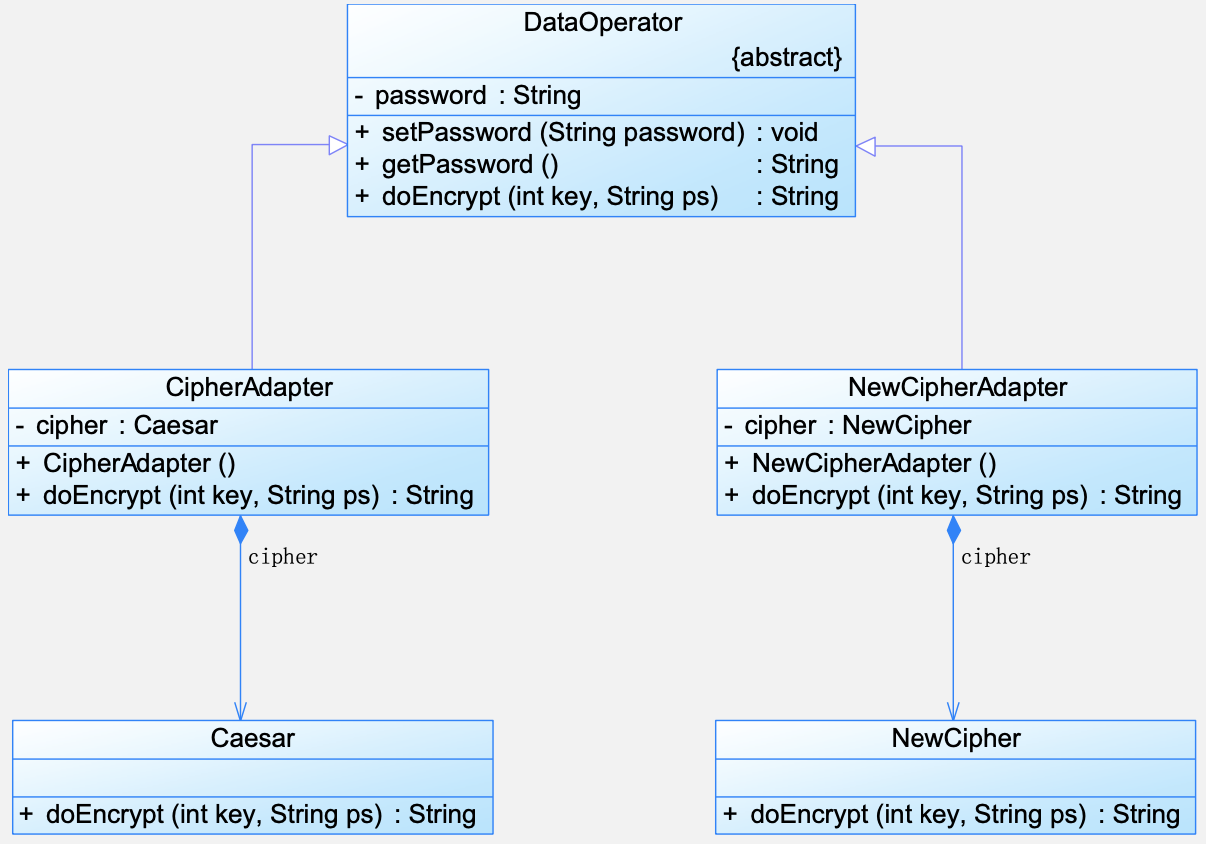 DataOperator
{abstract}
- password : String
+ setPassword (String password) : void
+ getPassword () : String
+ doEncrypt (int key, String ps) : String
CipherAdapter
- cipher : Caesar
+ CipherAdapter ()
+ doEncrypt (int key, String ps) : String
NewCipherAdapter
- cipher : NewCipher
+ NewCipherAdapter ()
+ doEncrypt (int key, String ps) : String
cipher
cipher
Caesar
+ doEncrypt (int key, String ps) : String
NewCipher
+ doEncrypt (int key, String ps) : String